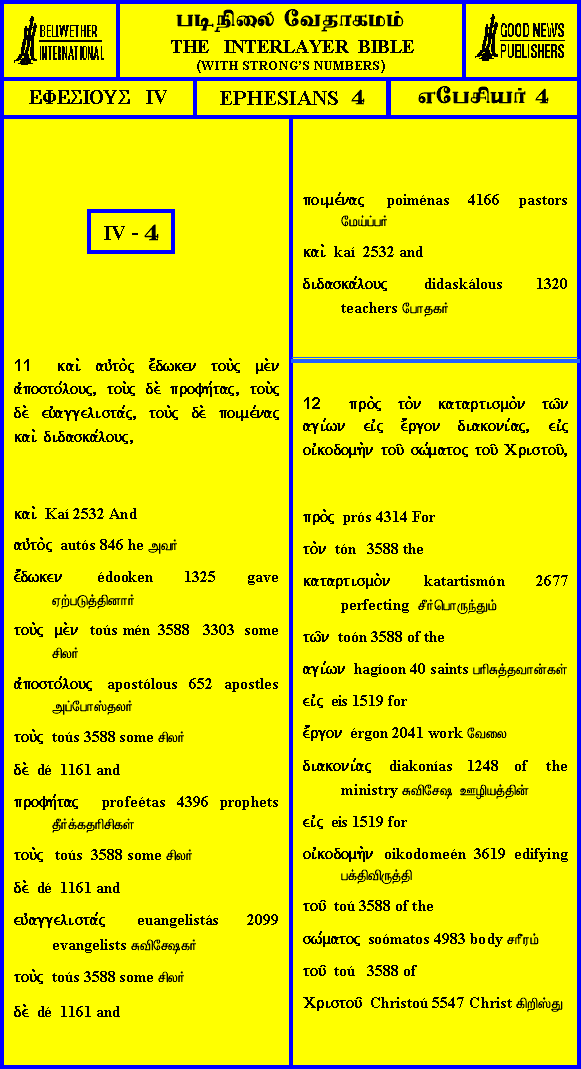 BELLWETHER
INTERNATIONAL
படிநிலை வேதாகமம்
THE INTERLAYER BIBLE
(WITH STRONG'S NUMBERS)
GOOD NEWS
PUBLISHERS
ΕΦΕΣΙΟΥΣ IV
EPHESIANS 4
எபேசியர் 4
IV - 4
11 καὶ αὐτὸς ἔδωκεν τοὺς μὲν
ἀποστόλους, τοὺς δὲ προφήτας, τοὺς
δὲ εὐαγγελιστάς, τοὺς δὲ ποιμένας
καὶ διδασκάλους,
καὶ Kaí 2532 And
αὐτὸς autós 846 he அவர்
ἔδωκεν édooken 1325 gave
ஏற்படுத்தினார்
τοὺς μὲν toús mén 3588 3303 some
சிலர்
ἀποστόλους apostólous 652 apostles
அப்போஸ்தலர்
τοὺς toús 3588 some சிலர்
δὲ dé 1161 and
προφήτας profeétas 4396 prophets
தீர்க்கதரிசிகள்
τοὺς toús 3588 some சிலர்
δὲ dé 1161 and
εὐαγγελιστάς euangelistás 2099
evangelists சுவிசேஷகர்
τοὺς toús 3588 some சிலர்
δὲ dé 1161 and
ποιμένας poiménas 4166 pastors
மேய்ப்பர்
καὶ kaí 2532 and
διδασκάλους didaskálous 1320
teachers போதகர்
12 πρὸς τὸν καταρτισμὸν τῶν
αγίων εἰς ἔργον διακονίας, εἰς
οἰκοδομὴν τοῦ σώματος τοῦ Χριστοῦ,
πρὸς prós 4314 For
τὸν tón 3588 the
καταρτισμὸν katartismón 2677
perfecting சீர்பொருந்தும்
τῶν toón 3588 of the
αγίων hagíoon 40 saints பரிசுத்தவான்கள்
εἰς eis 1519 for
ἔργον érgon 2041 work வேலை
διακονίας diakonías 1248 of the
ministry சுவிசேஷ ஊழியத்தின்
εἰς eis 1519 for
οἰκοδομὴν oikodomeén 3619 edifying
பக்திவிருத்தி
τοῦ toú 3588 of the
σώματος soómatos 4983 body சரீரம்
τοῦ toú 3588 of
Χριστοῦ Christoú 5547 Christ கிறிஸ்து